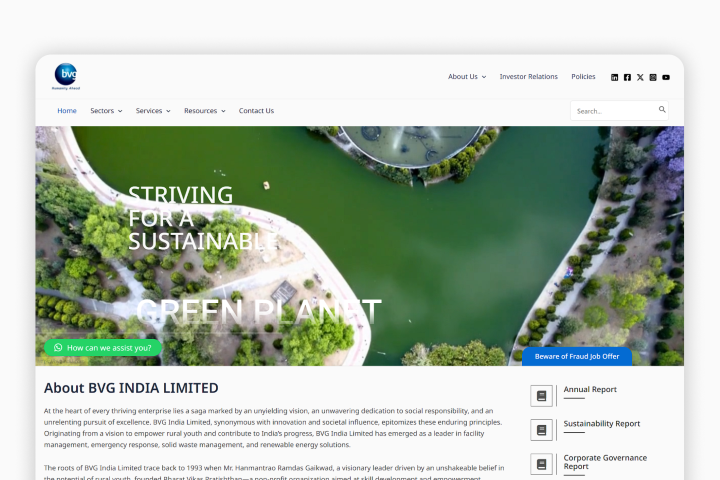 bvg
Humanity Ahead
About Us
Investor Relations
Policies
Home
Sectors
Services
Resources
Contact Us
Search...
STRIVING
FOR A
SUSTAINABLE
GREEN PLANET
How can we assist you?
Beware of Fraud Job Offer
About BVG INDIA LIMITED
At the heart of every thriving enterprise lies a saga marked by an unyielding vision, an unwavering dedication to social responsibility, and an
unrelenting pursuit of excellence. BVG India Limited, synonymous with innovation and societal influence, epitomizes these enduring principles.
Originating from a vision to empower rural youth and contribute to India's progress, BVG India Limited has emerged as a leader in facility
management, emergency response, solid waste management, and renewable energy solutions.
The roots of BVG India Limited trace back to 1993 when Mr. Hanmantrao Ramdas Gaikwad, a visionary leader driven by an unshakeable belief in
the potential of rural youth, founded Bharat Vikas Pratishthan—a non-profit organization aimed at skill development and empowerment.
Annual Report
Sustainability Report
Corporate Governance
Report